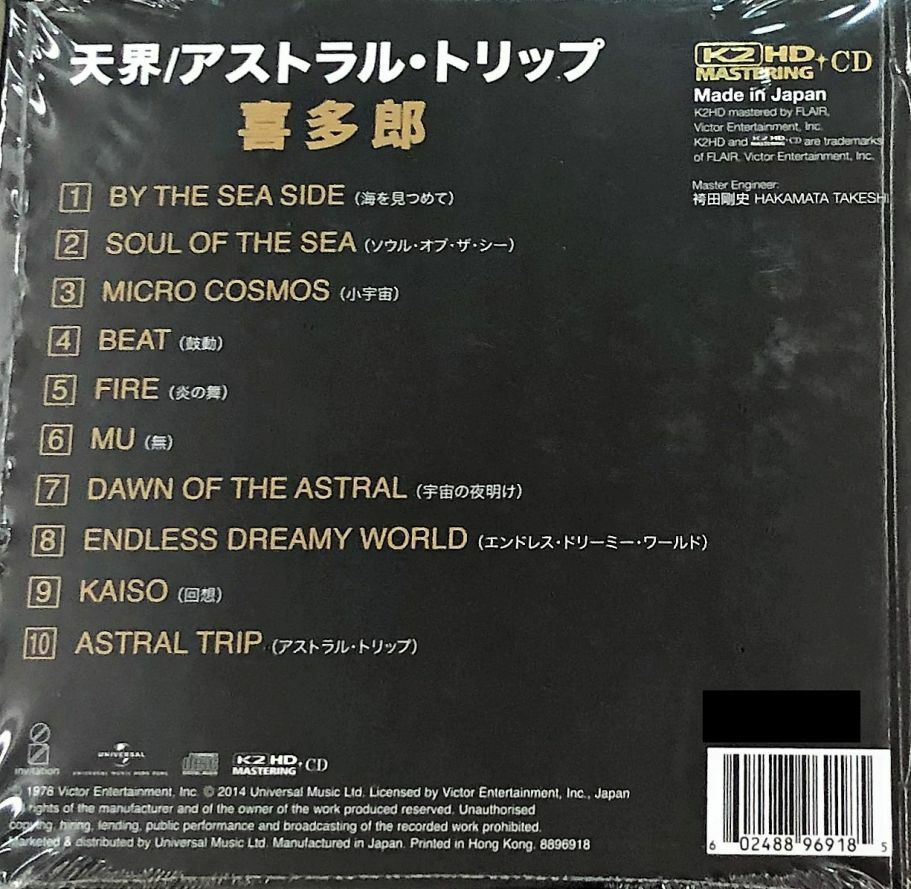 天界/アストラル・トリップ
喜多郎
K2 HD CD
MASTERING
Made in Japan
K2HD mastered by FLAIR,
Victor Entertainment, Inc.
K2HD and K2 HD MASTERING CD are trademarks
of FLAIR, Victor Entertainment, Inc.
Master Engineer:
袴田剛史 HAKAMATA TAKESHI
1 BY THE SEA SIDE (海を見つめて)
2 SOUL OF THE SEA (ソウル・オブ・ザ・シー)
3 MICRO COSMOS (小宇宙)
4 BEAT (鼓動)
5 FIRE (炎の舞)
6 MU (無)
7 DAWN OF THE ASTRAL (宇宙の夜明け)
8 ENDLESS DREAMY WORLD (エンドレス・ドリーミー・ワールド)
9 KAISO (回想)
10 ASTRAL TRIP (アストラル・トリップ)
invitation
UNIVERSAL
UNIVERSAL MUSIC HONG KONG
K2 HD MASTERING CD
1978 Victor Entertainment, Inc. © 2014 Universal Music Ltd. Licensed by Victor Entertainment, Inc., Japan
rights of the manufacturer and of the owner of the work produced reserved. Unauthorised
copying, hiring, lending, public performance and broadcasting of the recorded work prohibited.
Marketed & distributed by Universal Music Ltd. Manufactured in Japan. Printed in Hong Kong. 8896918
6 02488 96918 5